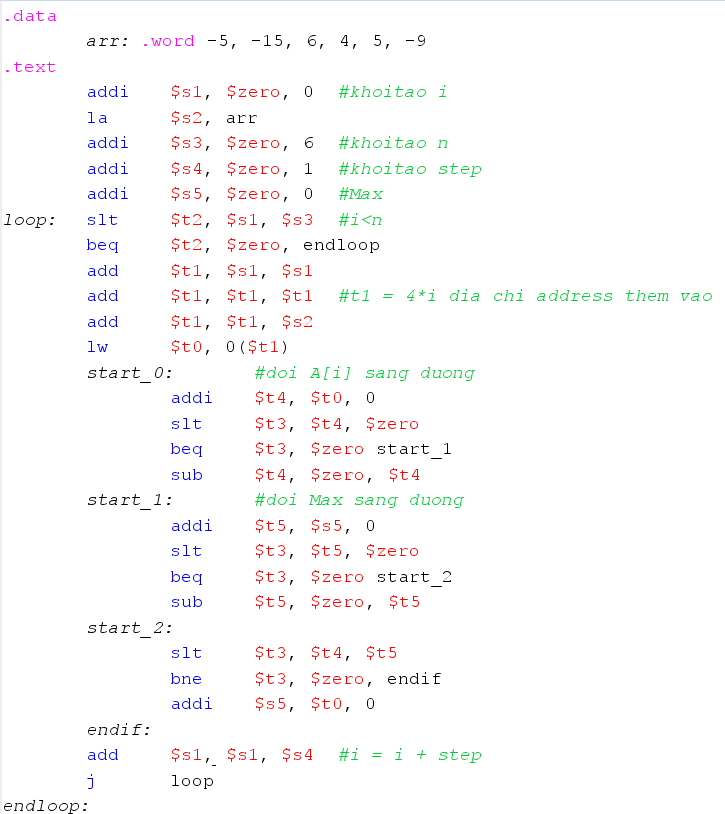 .data
arr: .word -5, -15, 6, 4, 5, -9
.text
addi $s1, $zero, 0 #khoitao i
la $s2, arr
addi $s3, $zero, 6 #khoitao n
addi $s4, $zero, 1 #khoitao step
addi $s5, $zero, 0 #Max
loop: slt $t2, $s1, $s3 #i<n
beq $t2, $zero, endloop
add $t1, $s1, $s1
add $t1, $t1, $t1 #t1 = 4*i dia chi address them vao
add $t1, $t1, $s2
lw $t0, 0($t1)
start_0: #doi A[i] sang duong
addi $t4, $t0, 0
slt $t3, $t4, $zero
beq $t3, $zero start_1
sub $t4, $zero, $t4
start_1: #doi Max sang duong
addi $t5, $s5, 0
slt $t3, $t5, $zero
beq $t3, $zero start_2
sub $t5, $zero, $t5
start_2:
slt $t3, $t4, $t5
bne $t3, $zero, endif
addi $s5, $t0, 0
endif:
add $s1, $s1, $s4 #i = i + step
j loop
endloop: